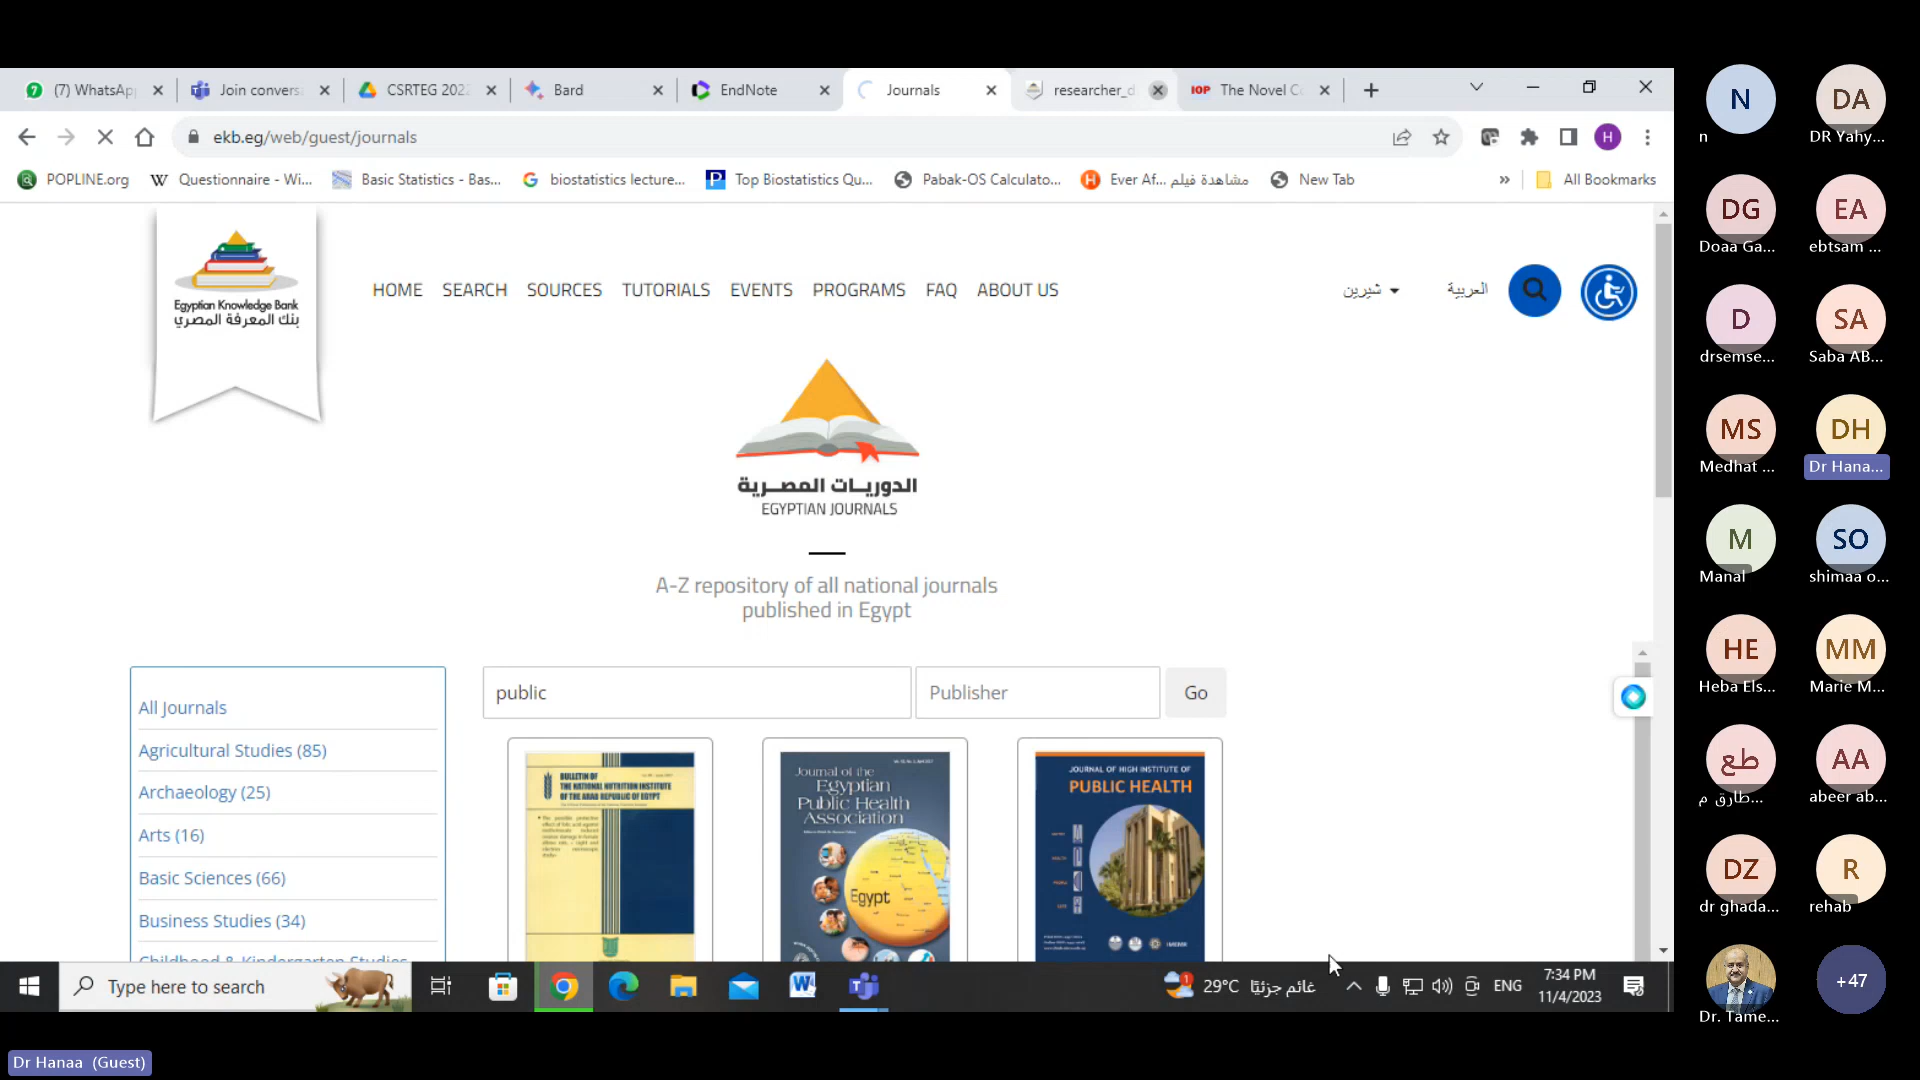 (7) WhatsAp
Join convers
CSRTEG 202
Bard
EndNote
Journals
researcher_d
IOP The Novel C
ekb.eg/web/guest/journals
H
POPLINE.org
W Questionnaire - Wi...
Basic Statistics - Bas...
G biostatistics lecture...
P Top Biostatistics Qu...
Pabak-OS Calculato...
H Ever Af... مشاهدة فيلم
New Tab
»
All Bookmarks
Egyptian Knowledge Bank
بنك المعرفة المصري
HOME SEARCH SOURCES TUTORIALS EVENTS PROGRAMS FAQ ABOUT US
شيرين
العربية
الدوريات المصرية
EGYPTIAN JOURNALS
A-Z repository of all national journals
published in Egypt
All Journals
Agricultural Studies (85)
Archaeology (25)
Arts (16)
Basic Sciences (66)
Business Studies (34)
Childhood & Kindergarten Studies
public
Publisher
Go
BULLETIN OF
THE NATIONAL NUTRITION INSTITUTE
OF THE ARAB REPUBLIC OF EGYPT
Journal of the
Egyptian
Public Health
Association
Egypt
JOURNAL OF HIGH INSTITUTE OF
PUBLIC HEALTH
Type here to search
1
29°C غائم جزئيًا
ENG
7:34 PM
11/4/2023
N
n
DA
DR Yahy...
DG
Doaa Ga...
EA
ebtsam ...
D
drsemse...
SA
Saba AB...
MS
Medhat ...
DH
Dr Hana...
M
Manal
SO
shimaa o...
HE
Heba Els...
MM
Marie M...
طع
طارق م...
AA
abeer ab...
DZ
dr ghada...
R
rehab
Dr. Tame...
+47
Dr Hanaa (Guest)